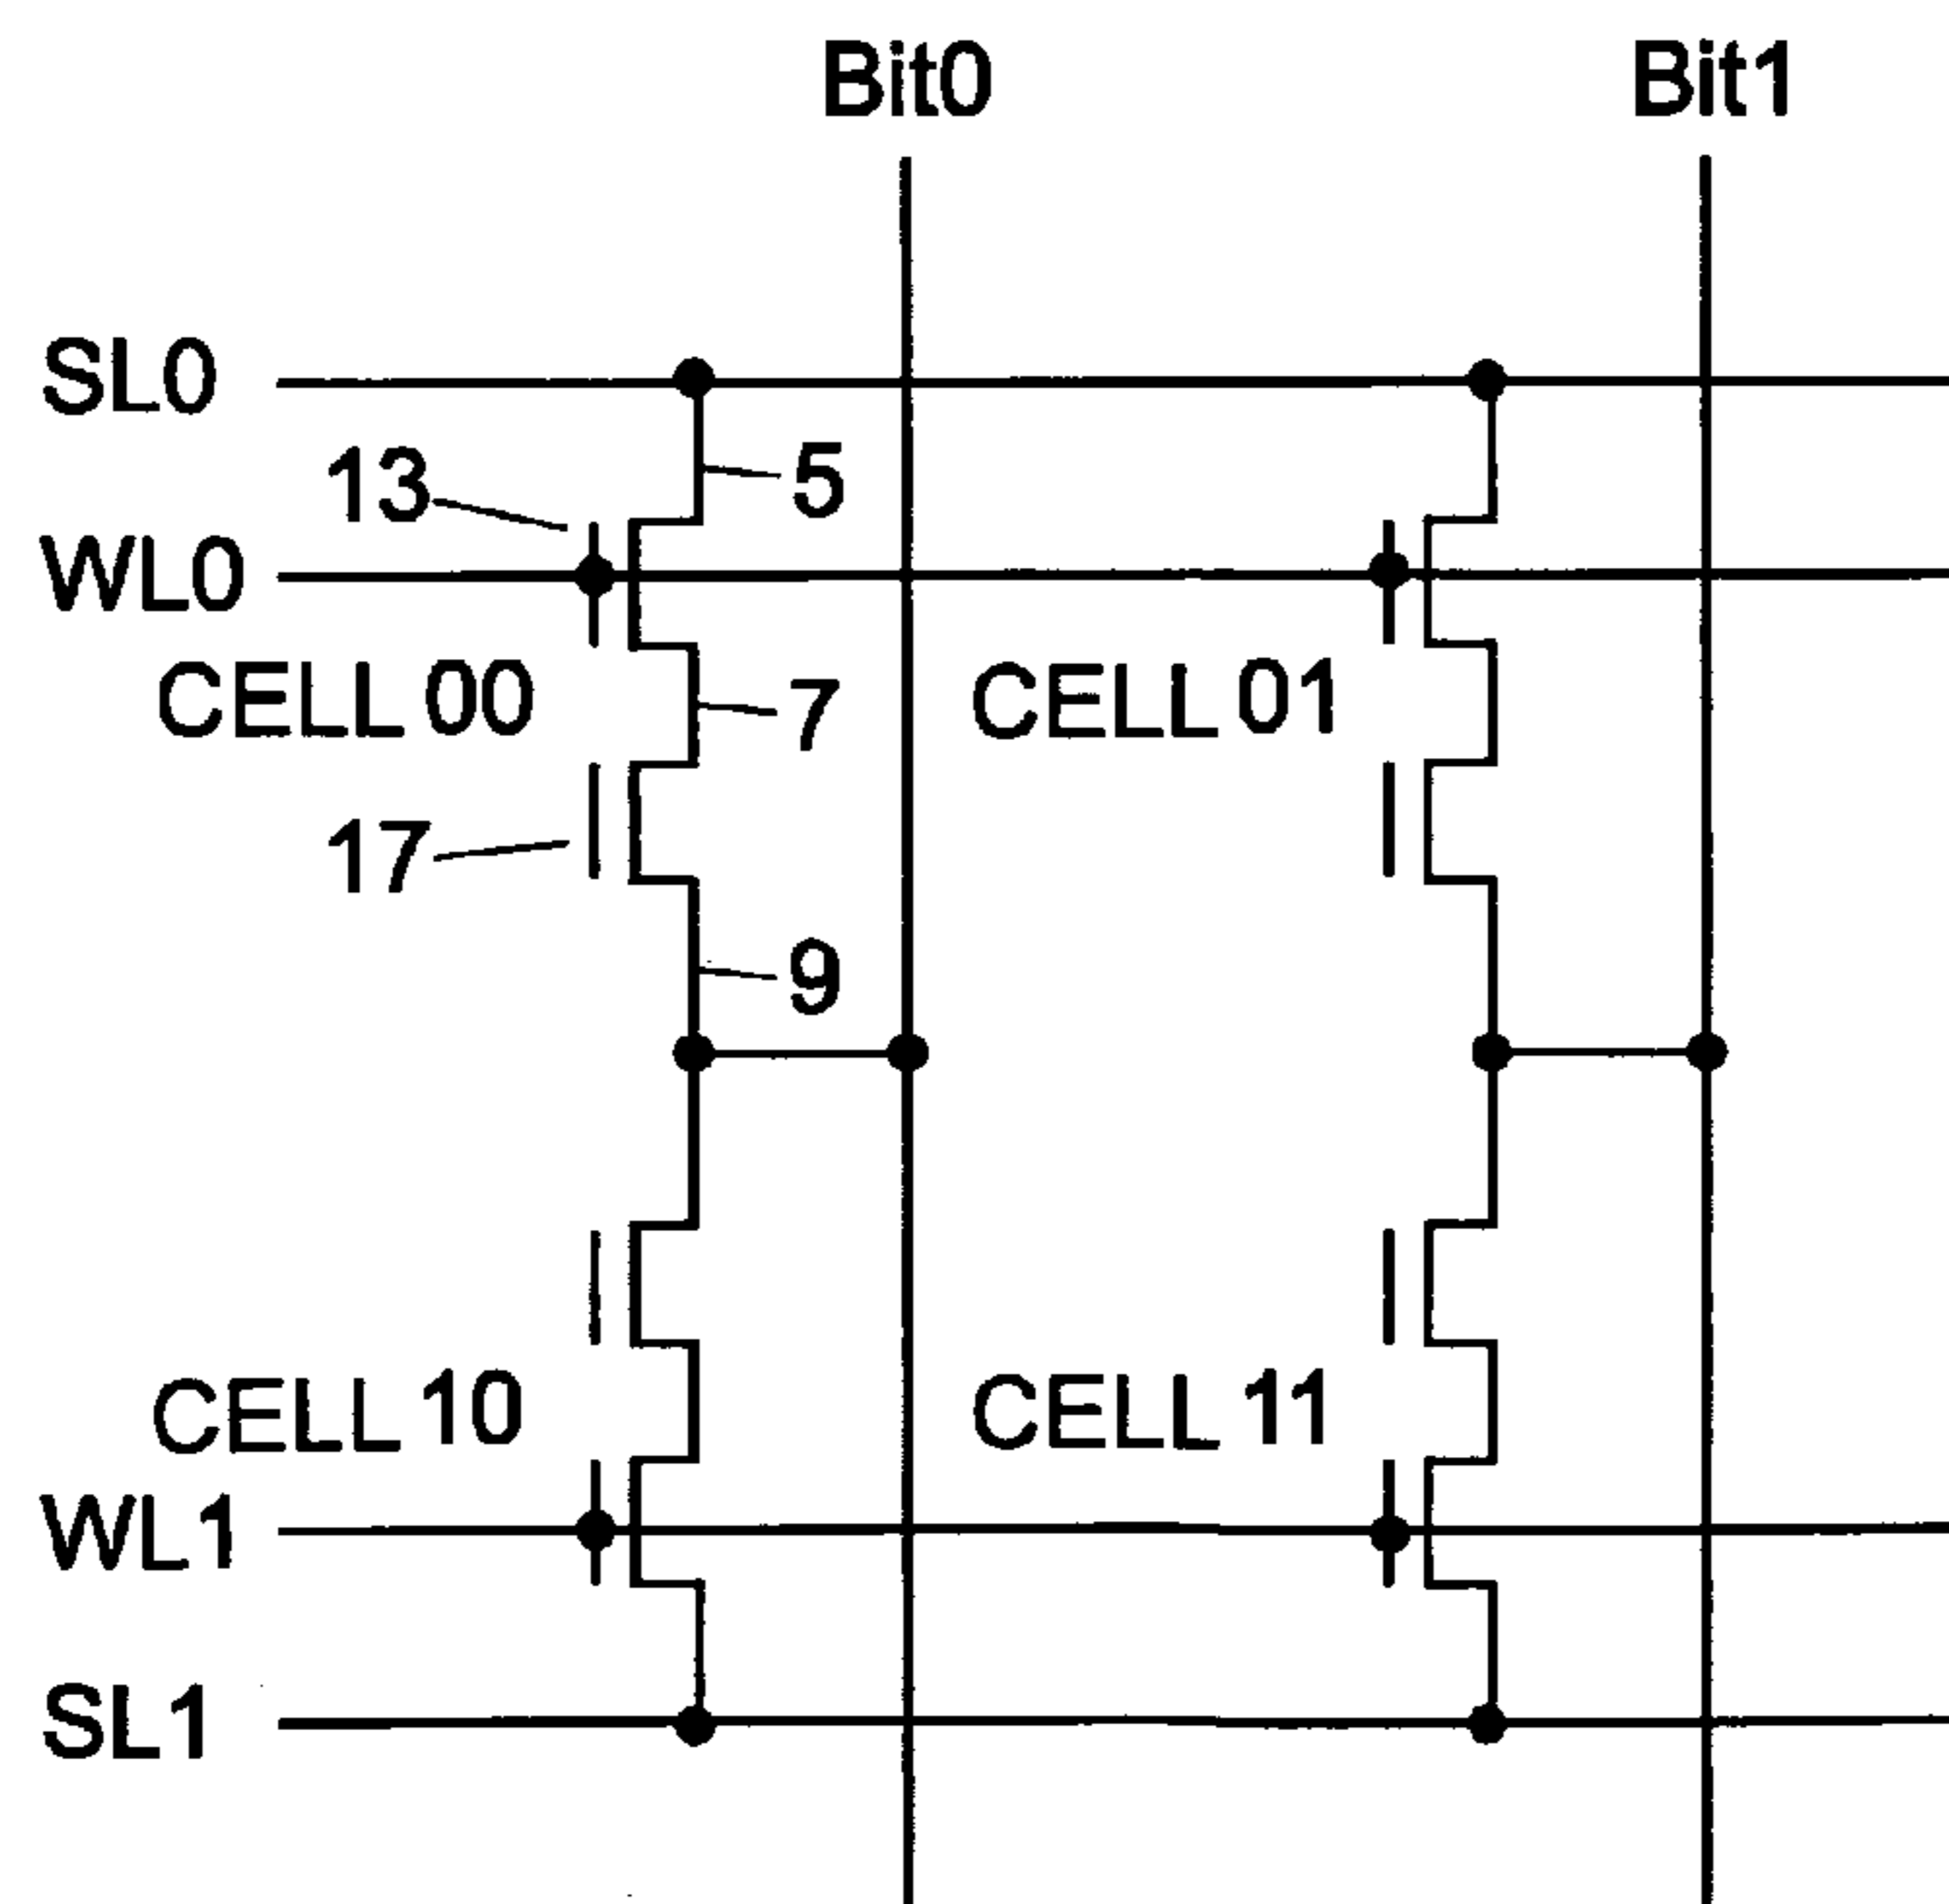 Bit0 Bit1
SL0
13 5
WL0
CELL 00 7 CELL 01
17
9
CELL 10 CELL 11
WL1
SL1